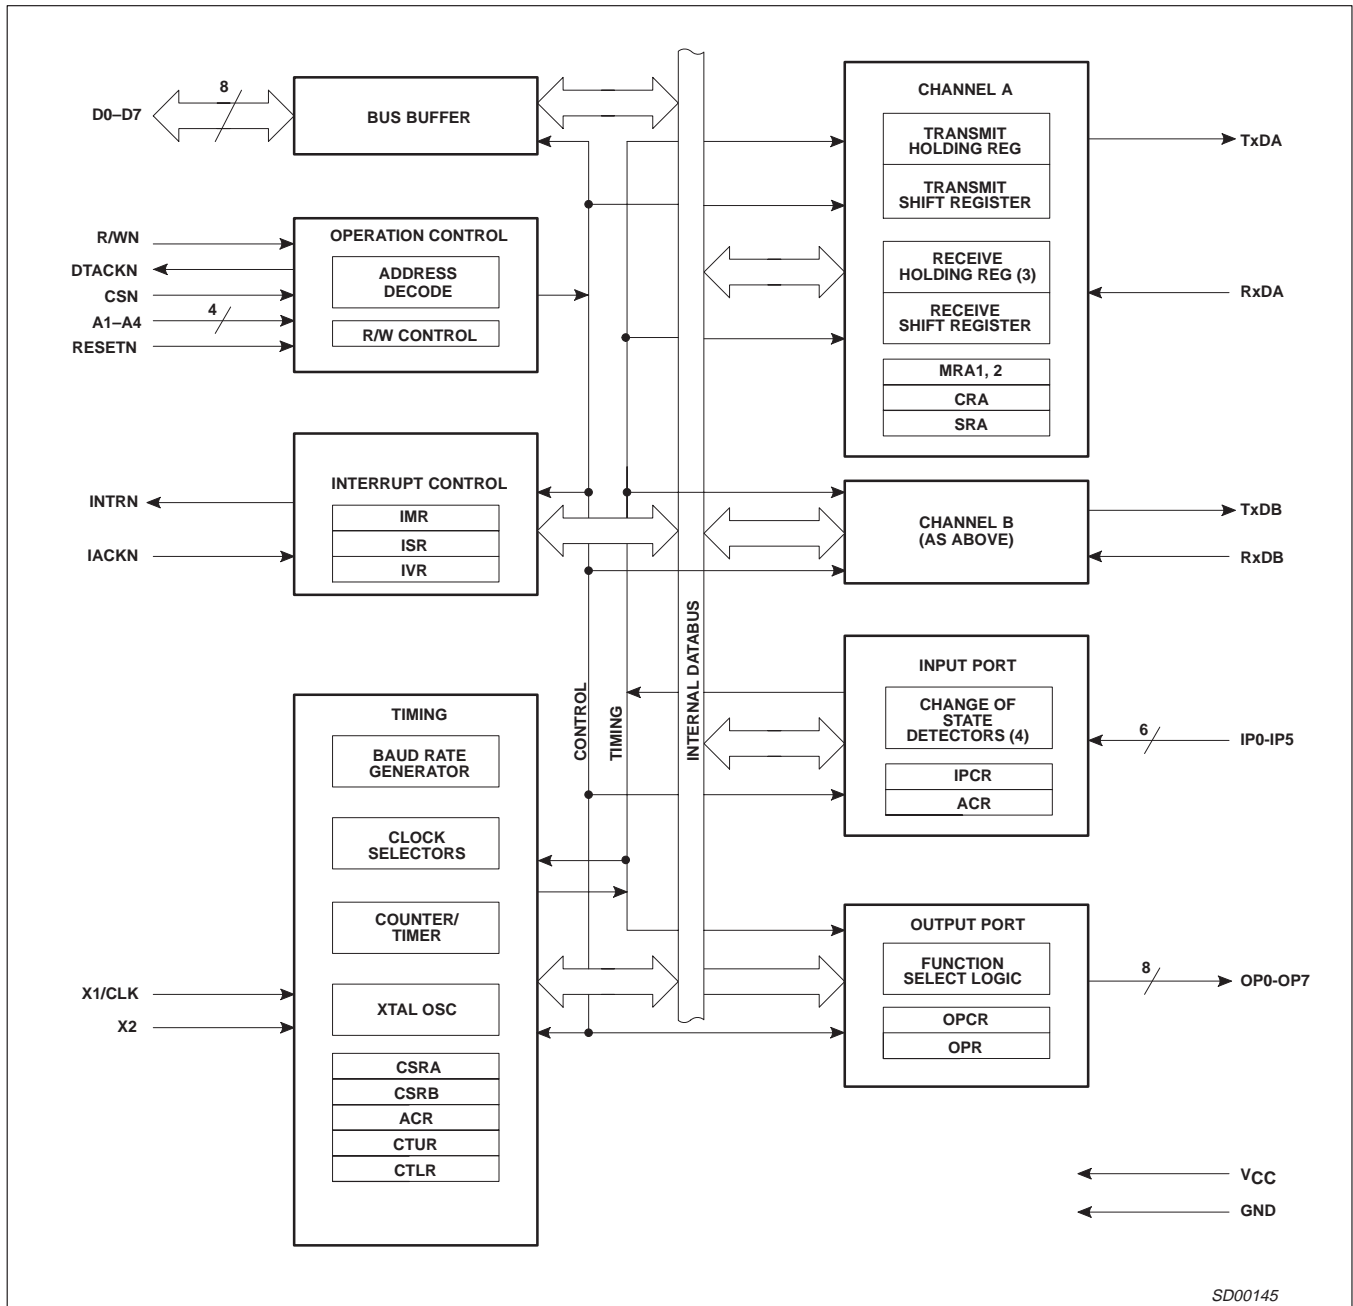 D0–D7
8
BUS BUFFER
R/WN
DTACKN
CSN
A1–A4
4
RESETN
OPERATION CONTROL
ADDRESS
DECODE
R/W CONTROL
INTRN
IACKN
INTERRUPT CONTROL
IMR
ISR
IVR
TIMING
BAUD RATE
GENERATOR
CLOCK
SELECTORS
COUNTER/
TIMER
XTAL OSC
X1/CLK
X2
CSRA
CSRB
ACR
CTUR
CTLR
CONTROL
TIMING
INTERNAL DATABUS
CHANNEL A
TRANSMIT
HOLDING REG
TRANSMIT
SHIFT REGISTER
RECEIVE
HOLDING REG (3)
RECEIVE
SHIFT REGISTER
MRA1, 2
CRA
SRA
TxDA
RxDA
CHANNEL B
(AS ABOVE)
TxDB
RxDB
INPUT PORT
CHANGE OF
STATE
DETECTORS (4)
IPCR
ACR
6
IP0-IP5
OUTPUT PORT
FUNCTION
SELECT LOGIC
OPCR
OPR
8
OP0-OP7
VCC
GND
SD00145